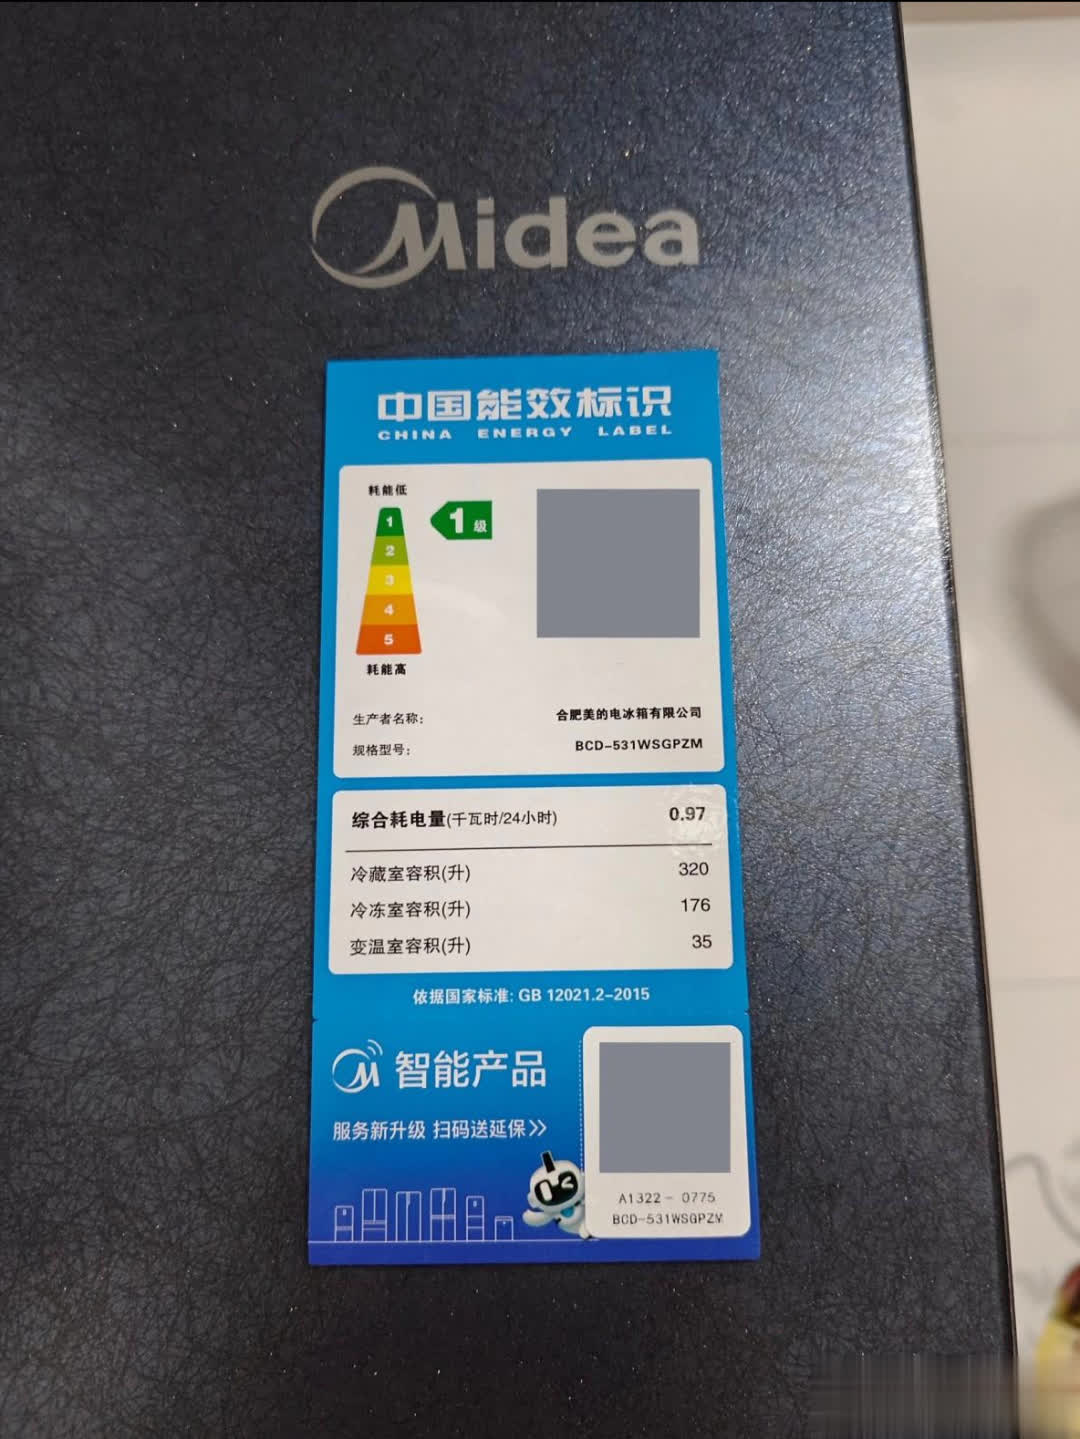 Midea
中国能效标识
CHINA ENERGY LABEL
耗能低
1
1级
2
3
4
5
耗能高
生产者名称: 合肥美的电冰箱有限公司
规格型号: BCD-531WSGPZM
综合耗电量(千瓦时/24小时) 0.97
冷藏室容积(升) 320
冷冻室容积(升) 176
变温室容积(升) 35
依据国家标准: GB 12021.2-2015
智能产品
服务新升级 扫码送延保>>
A1322- 0775
BCD-531WSGPZM